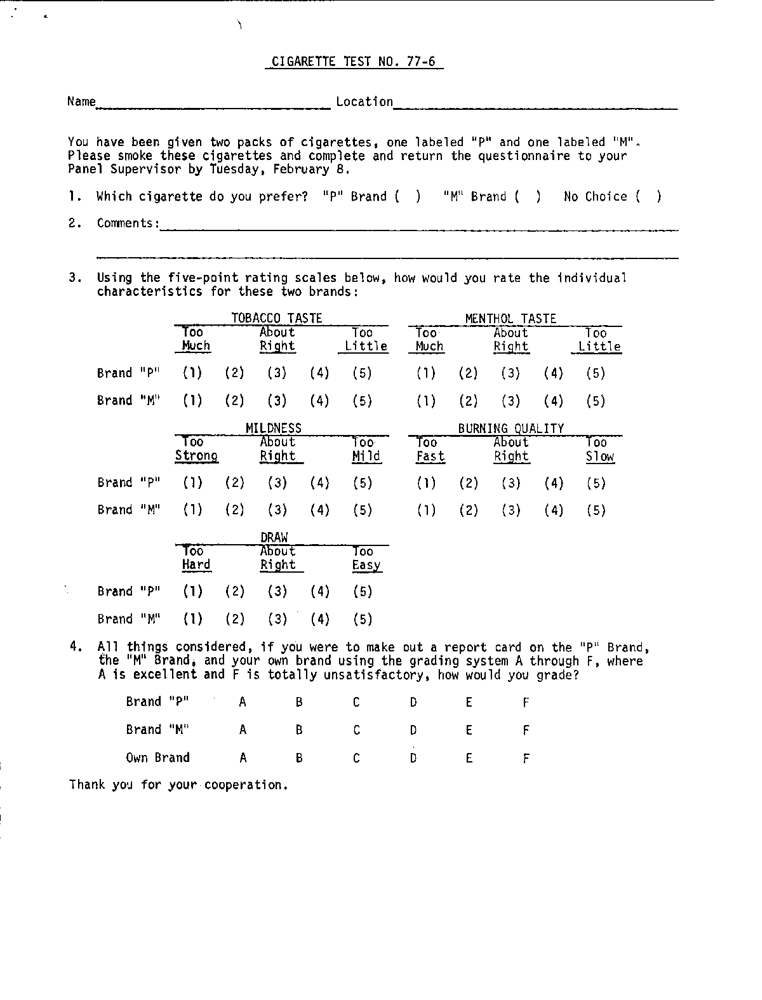 CIGARETTE TEST NO. 77-6
Name Location
You have been given two packs of cigarettes, one labeled "P" and one labeled "M".
Please smoke these cigarettes and complete and return the questionnaire to your
Panel Supervisor by Tuesday, February 8.
1. Which cigarette do you prefer? "P" Brand ( ) "M" Brand ( ) No Choice ( )
2. Comments:
3. Using the five-point rating scales below, how would you rate the individual
characteristics for these two brands:
TOBACCO TASTE MENTHOL TASTE
Too About Too Too About Too
Much Right Little Much Right Little
Brand "P" (1) (2) (3) (4) (5) (1) (2) (3) (4) (5)
Brand "M" (1) (2) (3) (4) (5) (1) (2) (3) (4) (5)
MILDNESS BURNING QUALITY
Too About Too Too About Too
Strong Right Mild Fast Right Slow
Brand "P" (1) (2) (3) (4) (5) (1) (2) (3) (4) (5)
Brand "M" (1) (2) (3) (4) (5) (1) (2) (3) (4) (5)
DRAW
Too About Too
Hard Right Easy
Brand "P" (1) (2) (3) (4) (5)
Brand "M" (1) (2) (3) (4) (5)
4. All things considered, if you were to make out a report card on the "P" Brand,
the "M" Brand, and your own brand using the grading system A through F, where
A is excellent and F is totally unsatisfactory, how would you grade?
Brand "P" A B C D E F
Brand "M" A B C D E F
Own Brand A B C D E F
Thank you for your cooperation.